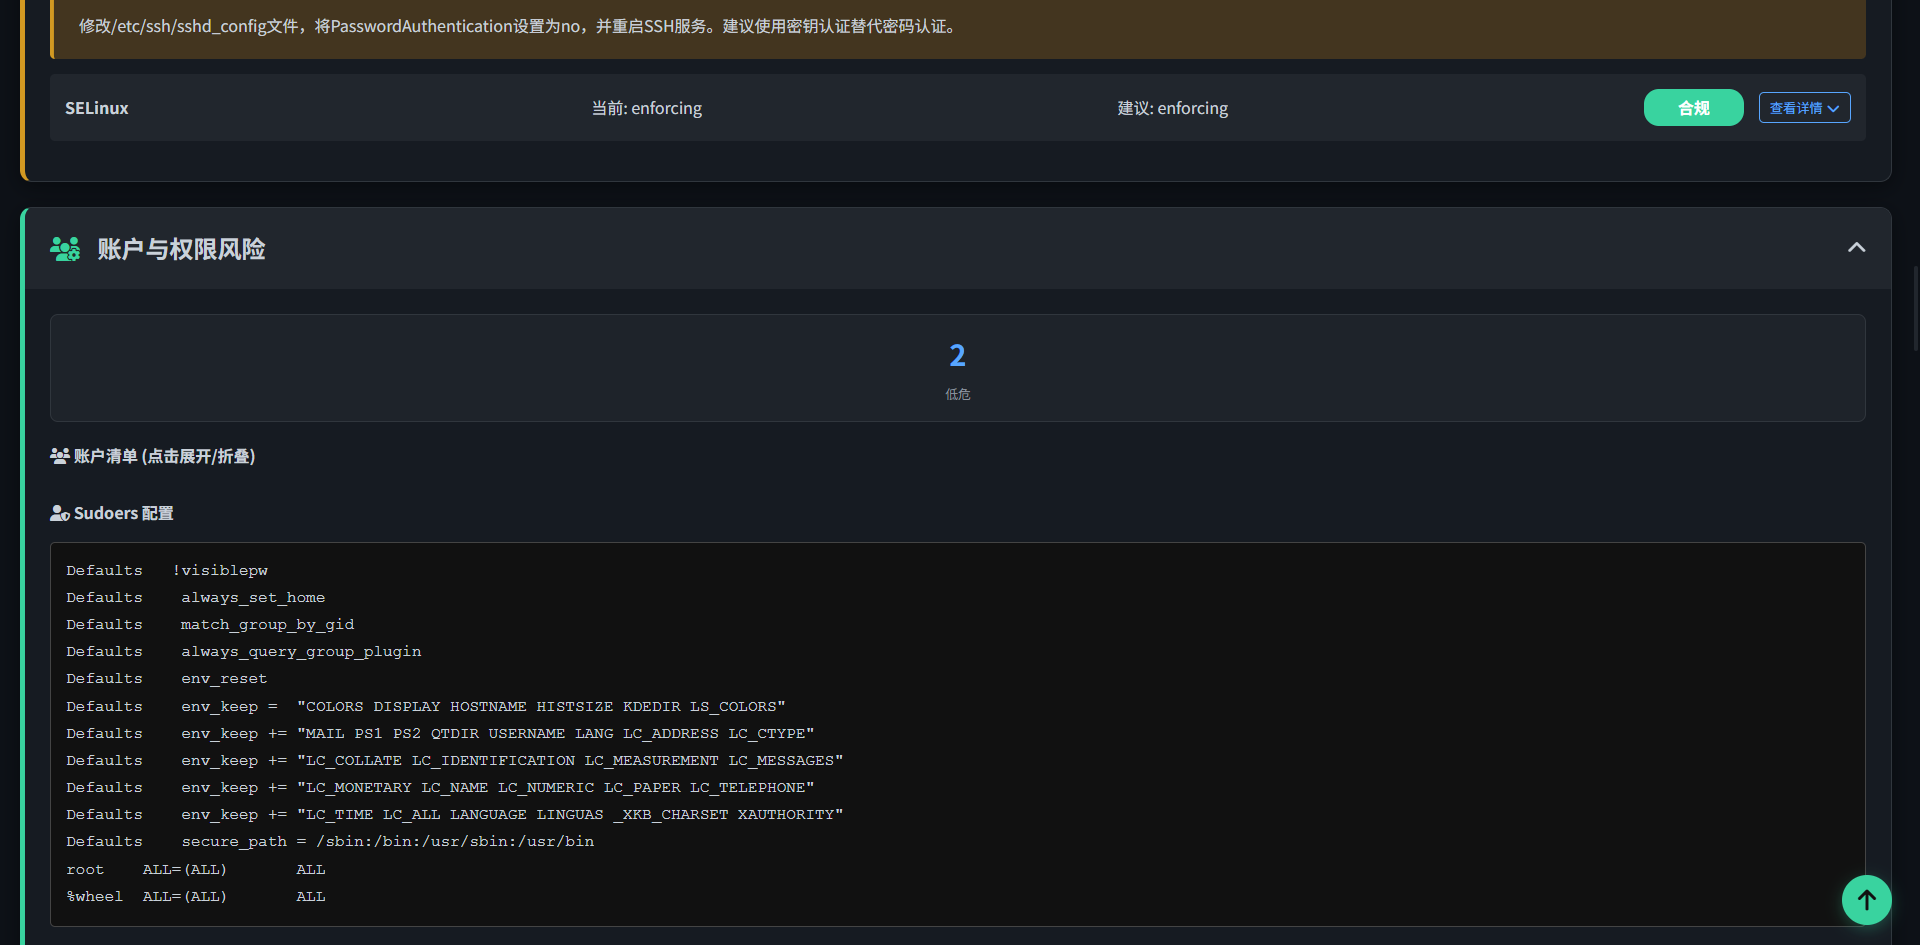 修改/etc/ssh/sshd_config文件，将PasswordAuthentication设置为no，并重启SSH服务。建议使用密钥认证替代密码认证。
SELinux 当前: enforcing 建议: enforcing 合规 查看详情
账户与权限风险
2
低危
账户清单 (点击展开/折叠)
Sudoers 配置
Defaults   !visiblepw
Defaults    always_set_home
Defaults    match_group_by_gid
Defaults    always_query_group_plugin
Defaults    env_reset
Defaults    env_keep =  "COLORS DISPLAY HOSTNAME HISTSIZE KDEDIR LS_COLORS"
Defaults    env_keep += "MAIL PS1 PS2 QTDIR USERNAME LANG LC_ADDRESS LC_CTYPE"
Defaults    env_keep += "LC_COLLATE LC_IDENTIFICATION LC_MEASUREMENT LC_MESSAGES"
Defaults    env_keep += "LC_MONETARY LC_NAME LC_NUMERIC LC_PAPER LC_TELEPHONE"
Defaults    env_keep += "LC_TIME LC_ALL LANGUAGE LINGUAS _XKB_CHARSET XAUTHORITY"
Defaults    secure_path = /sbin:/bin:/usr/sbin:/usr/bin
root    ALL=(ALL)       ALL
%wheel  ALL=(ALL)       ALL